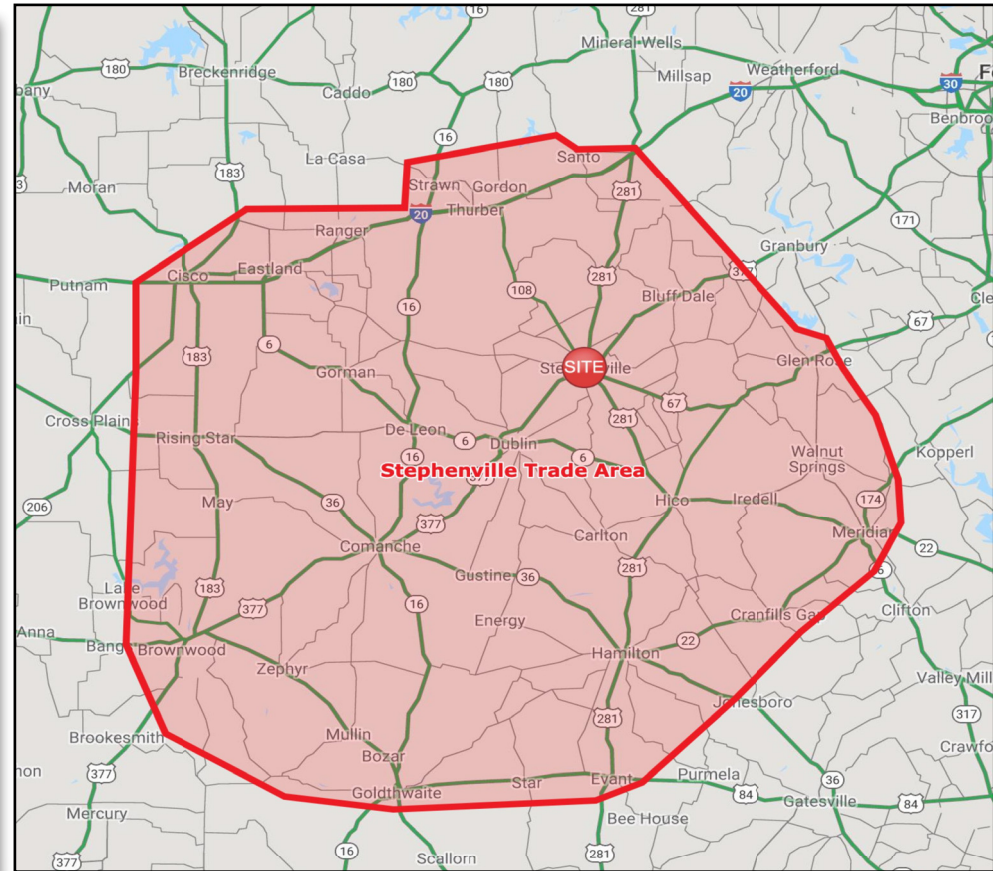 16
281
Mineral Wells
180
Breckenridge
180
180
Millsap
Weatherford
20
30
Caddo
Benbroo
16
La Casa
Santo
183
Moran
Strawn
Gordon
281
20
Thurber
171
Ranger
Granbury
Cisco
Eastland
377
Putnam
281
108
Bluff Dale
16
67
183
6
SITE
Glen Rose
Gorman
67
281
Cross Plains
De Leon
Rising Star
6
Dublin
Walnut
Springs
Kopperl
16
6
Stephenville Trade Area
377
206
May
36
Hico
Iredell
174
377
Carlton
Meridian
Comanche
22
Gustine
36
281
6
Lake
Brownwood
183
377
16
Energy
Cranfills Gap
Clifton
Anna
Bang
Brownwood
22
Zephyr
Hamilton
Valley Mill
Jonesboro
281
317
Brookesmith
Mullin
Crawfo
Bozar
377
Goldthwaite
Star
Evant
Purmela
36
84
Gatesville
84
Mercury
Bee House
377
16
Scallorn
281